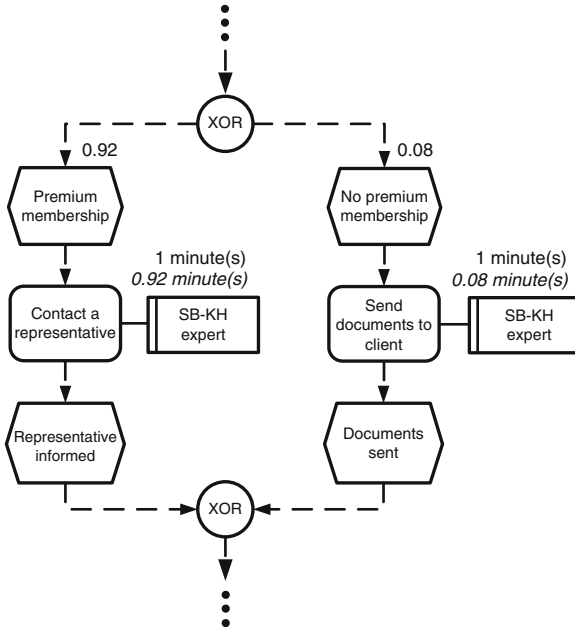 XOR
0.92
0.08
Premium
membership
No premium
membership
1 minute(s)
0.92 minute(s)
1 minute(s)
0.08 minute(s)
Contact a
representative
SB-KH
expert
Send
documents to
client
SB-KH
expert
Representative
informed
Documents
sent
XOR